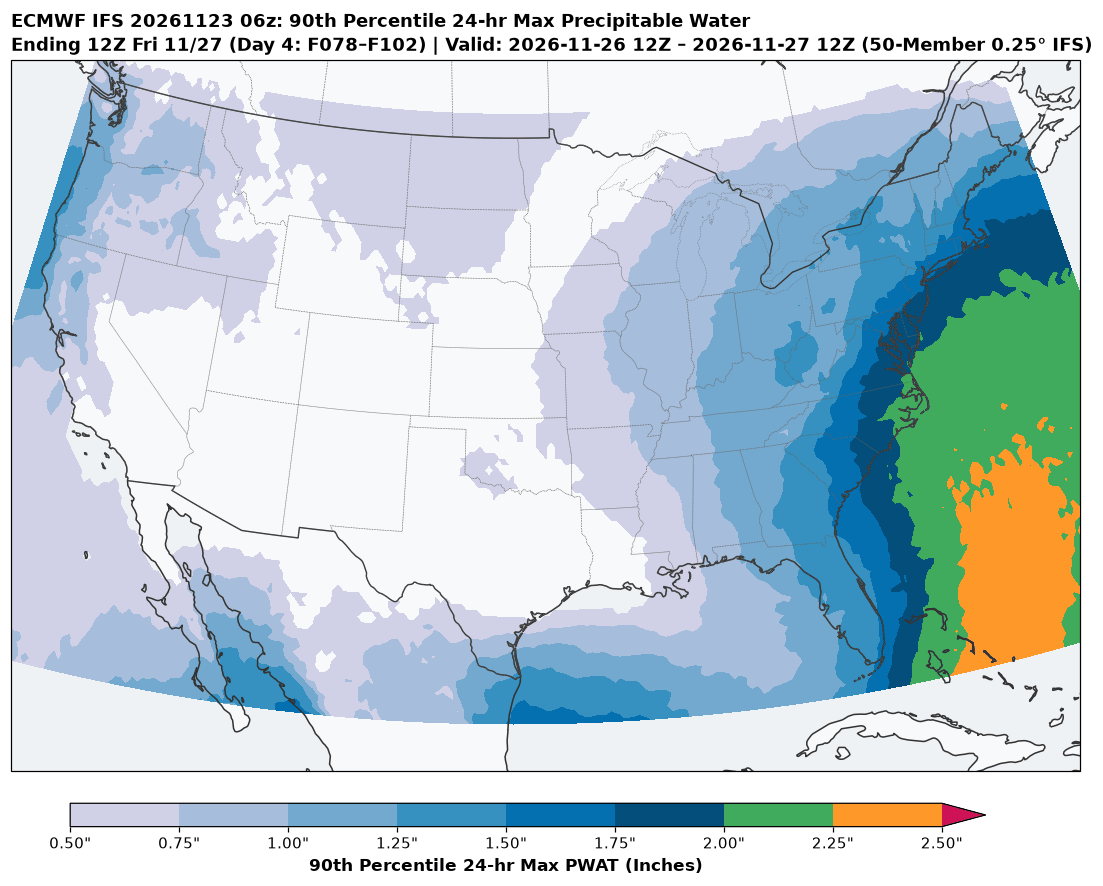 ECMWF IFS 20261123 06z: 90th Percentile 24-hr Max Precipitable Water
Ending 12Z Fri 11/27 (Day 4: F078–F102) | Valid: 2026-11-26 12Z – 2026-11-27 12Z (50-Member 0.25° IFS)
0.50" 0.75" 1.00" 1.25" 1.50" 1.75" 2.00" 2.25" 2.50"
90th Percentile 24-hr Max PWAT (Inches)